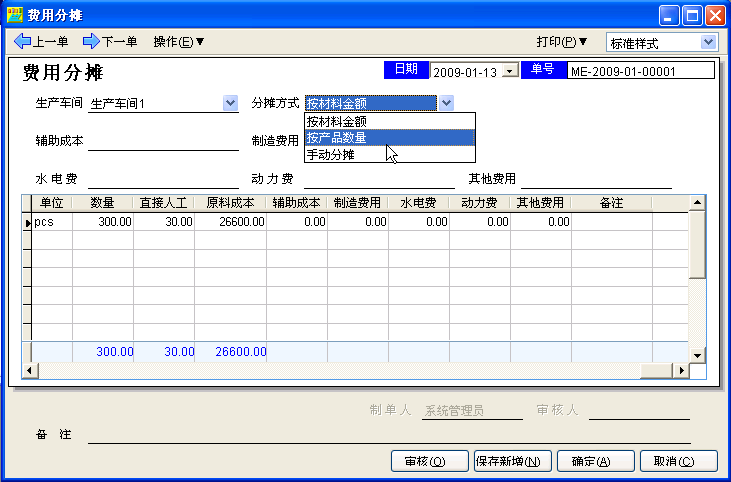 费用分摊
上一单 下一单 操作(E)▼ 打印(P)▼ 标准样式
费用分摊 日期 2009-01-13 单号 ME-2009-01-00001
生产车间 生产车间1 分摊方式 按材料金额
按材料金额
辅助成本 制造费用 按产品数量
手动分摊
水电费 动力费 其他费用
单位 数量 直接人工 原料成本 辅助成本 制造费用 水电费 动力费 其他费用 备注
pcs 300.00 30.00 26600.00 0.00 0.00 0.00 0.00 0.00
300.00 30.00 26600.00
制单人 系统管理员 审核人
备 注
审核(O) 保存新增(N) 确定(A) 取消(C)